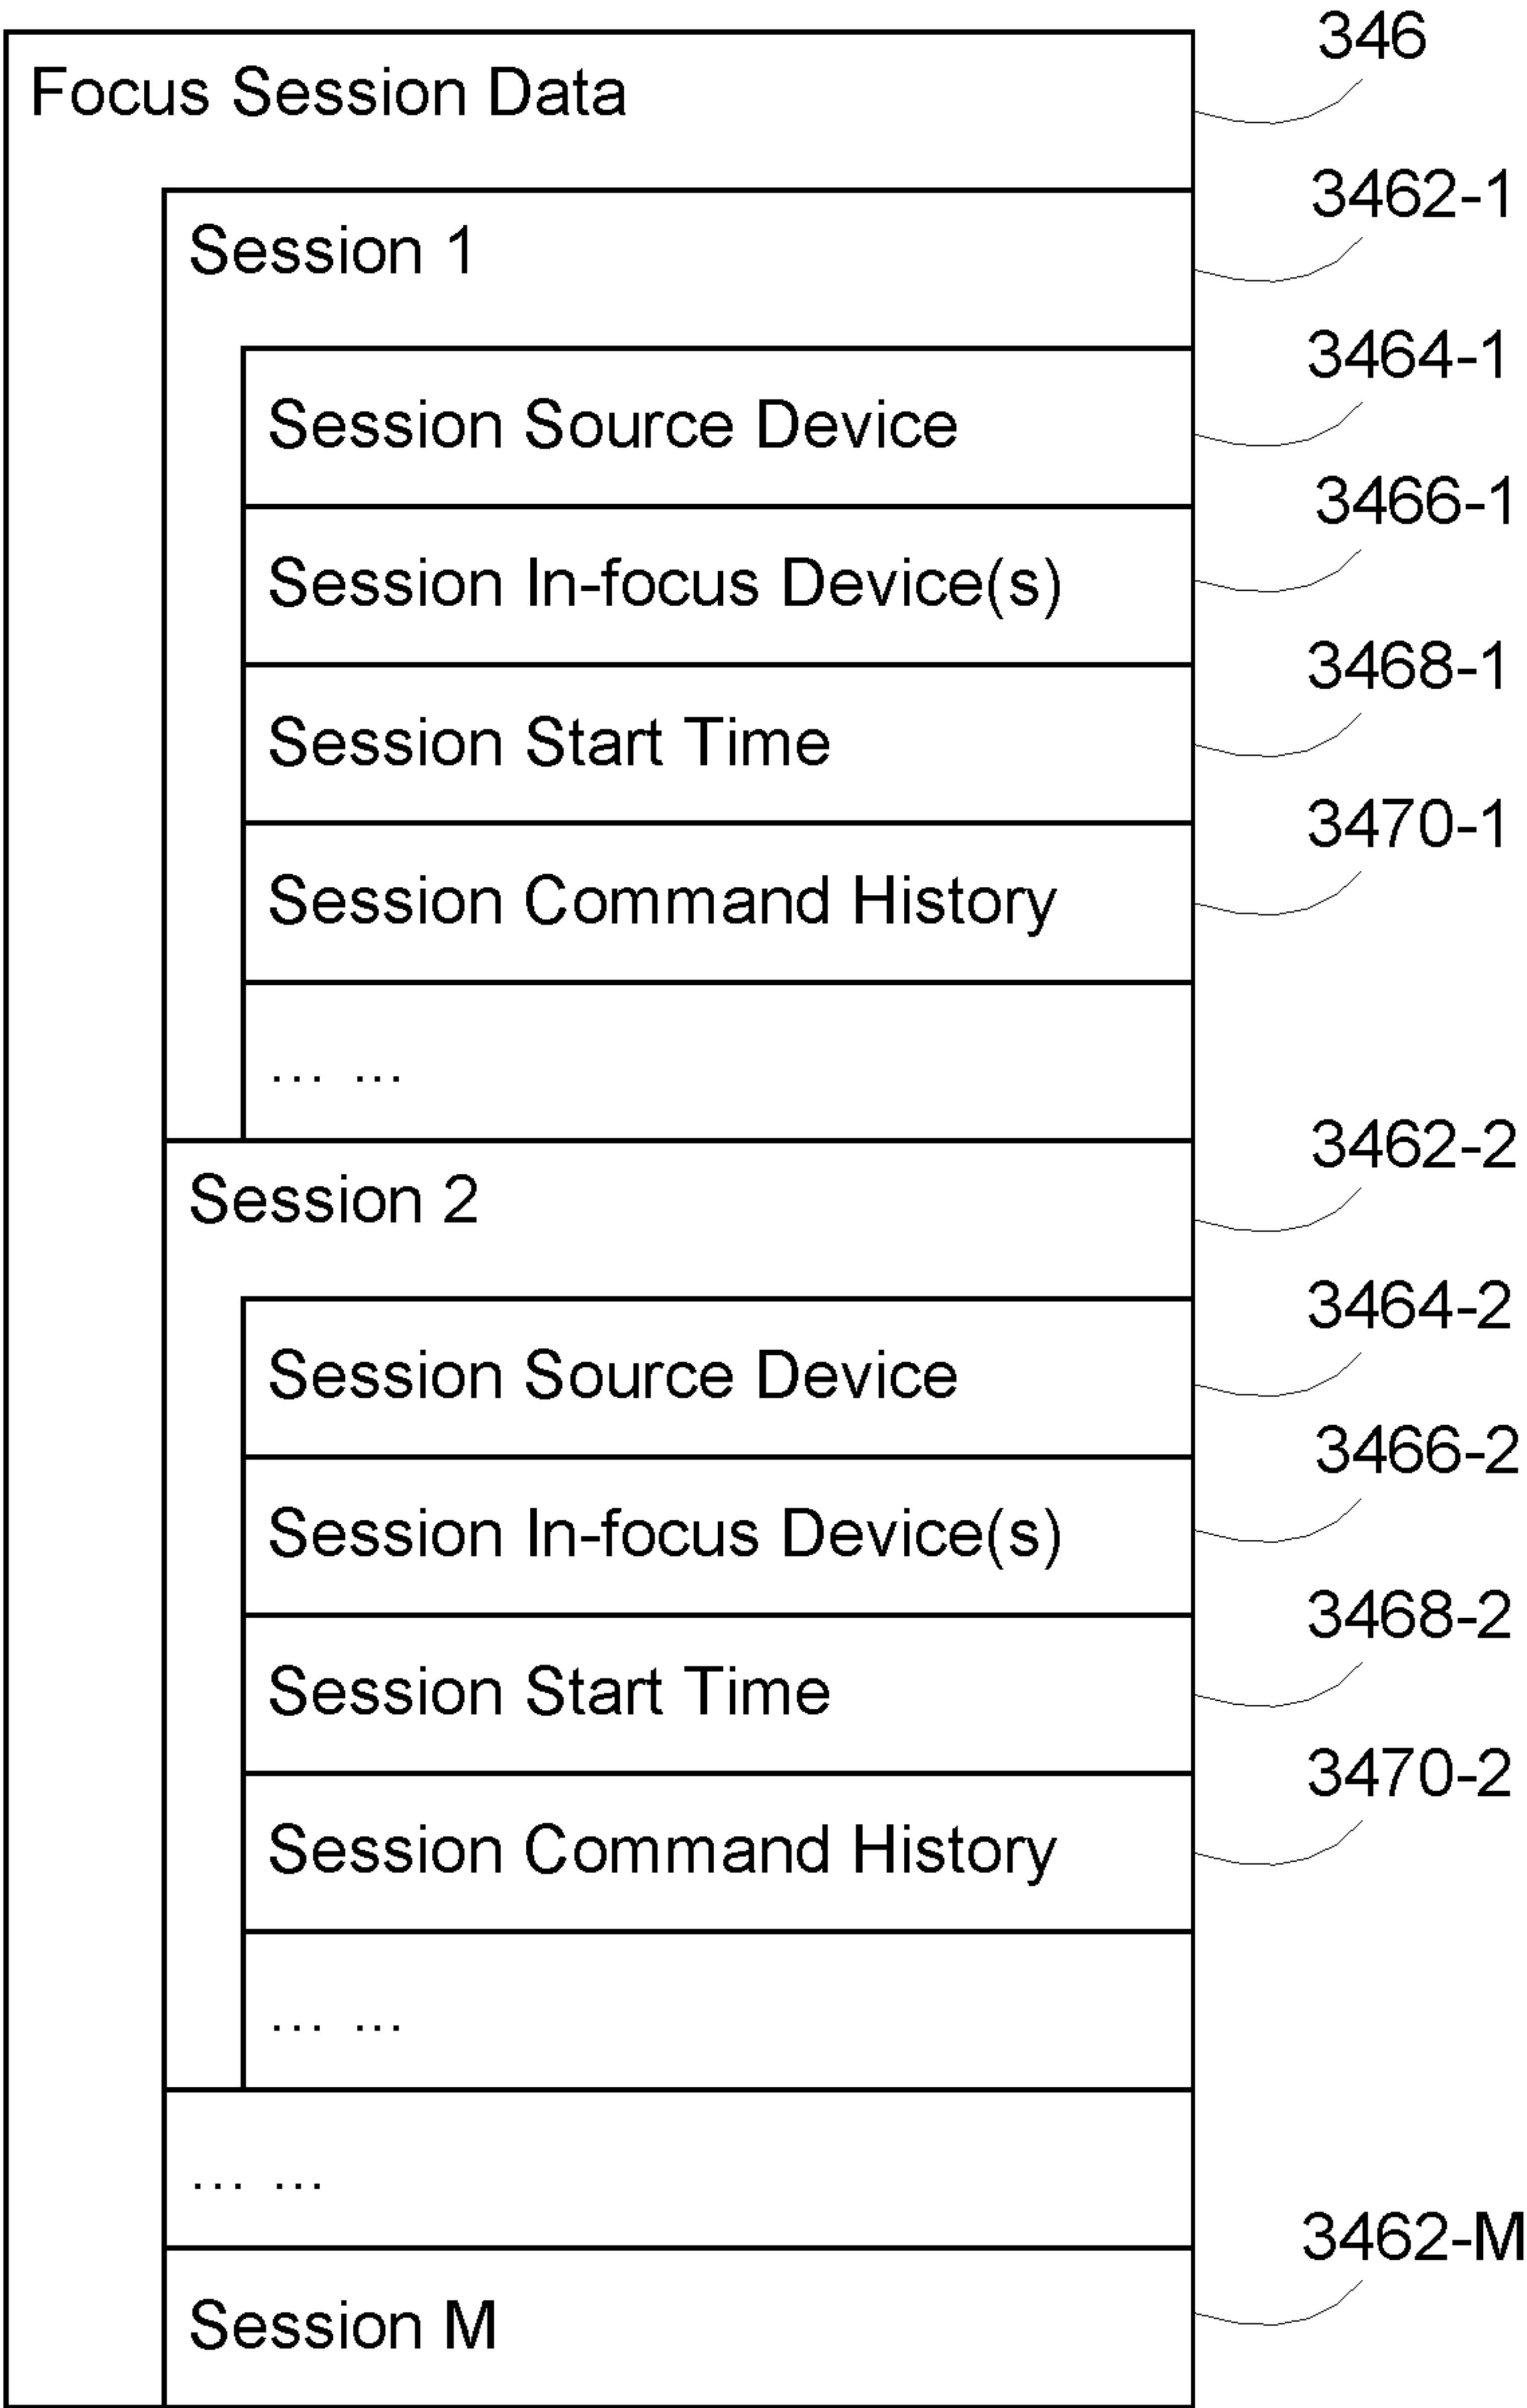 346
Focus Session Data
3462-1
Session 1
3464-1
Session Source Device
3466-1
Session In-focus Device(s)
3468-1
Session Start Time
3470-1
Session Command History
... ...
3462-2
Session 2
3464-2
Session Source Device
3466-2
Session In-focus Device(s)
3468-2
Session Start Time
3470-2
Session Command History
... ...
... ...
3462-M
Session M